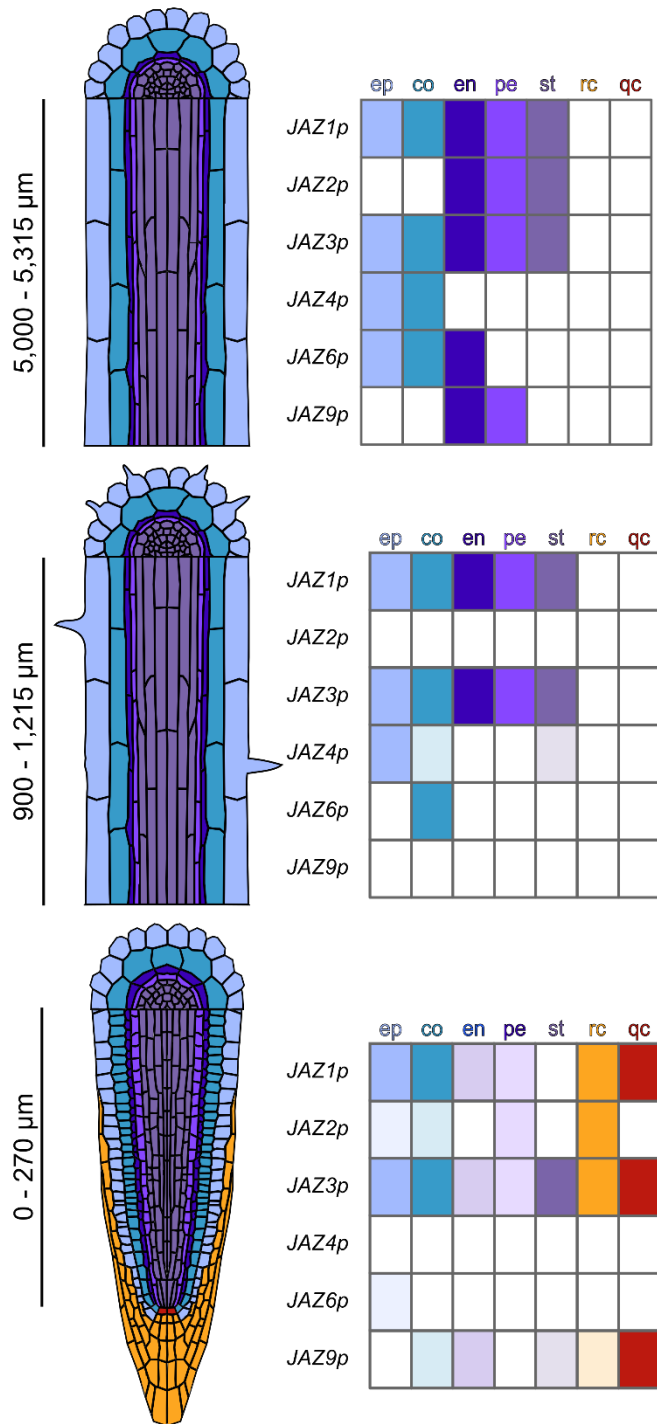 5,000 - 5,315 µm
ep co en pe st rc qc
JAZ1p
JAZ2p
JAZ3p
JAZ4p
JAZ6p
JAZ9p
900 - 1,215 µm
ep co en pe st rc qc
JAZ1p
JAZ2p
JAZ3p
JAZ4p
JAZ6p
JAZ9p
0 - 270 µm
ep co en pe st rc qc
JAZ1p
JAZ2p
JAZ3p
JAZ4p
JAZ6p
JAZ9p